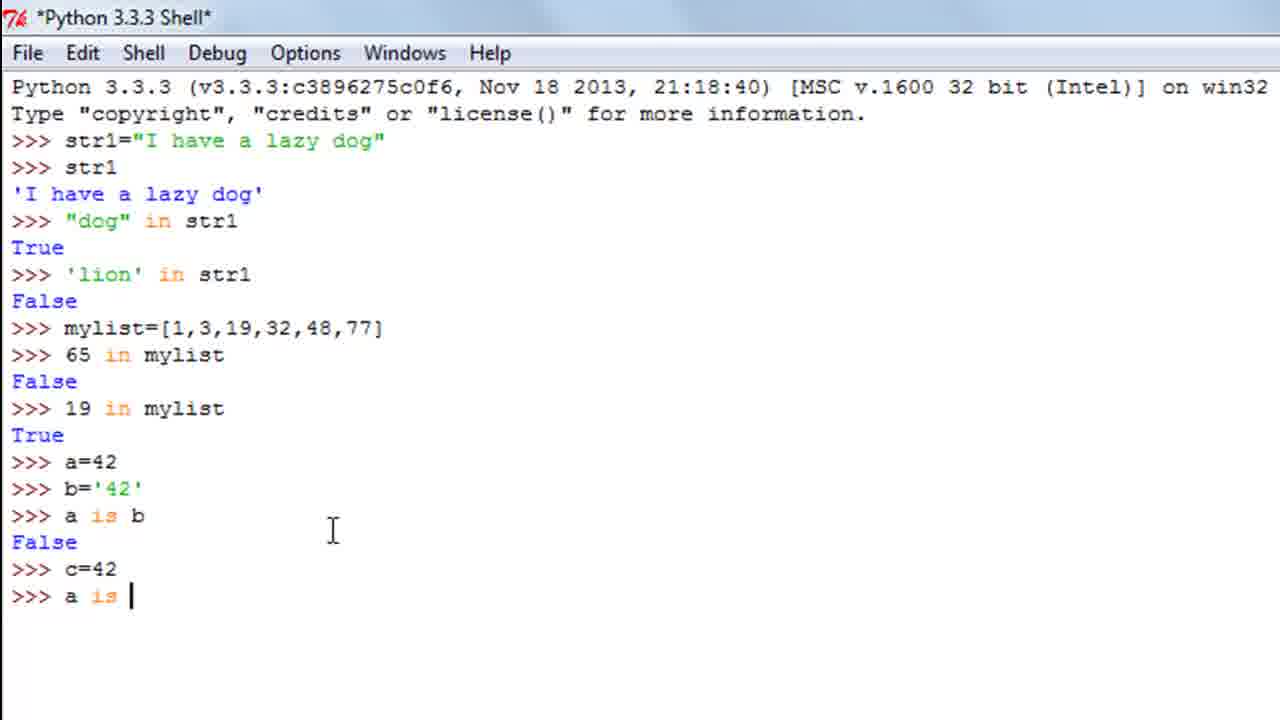 *Python 3.3.3 Shell*
File Edit Shell Debug Options Windows Help
Python 3.3.3 (v3.3.3:c3896275c0f6, Nov 18 2013, 21:18:40) [MSC v.1600 32 bit (Intel)] on win32
Type "copyright", "credits" or "license()" for more information.
>>> str1="I have a lazy dog"
>>> str1
'I have a lazy dog'
>>> "dog" in str1
True
>>> 'lion' in str1
False
>>> mylist=[1,3,19,32,48,77]
>>> 65 in mylist
False
>>> 19 in mylist
True
>>> a=42
>>> b='42'
>>> a is b
False
>>> c=42
>>> a is